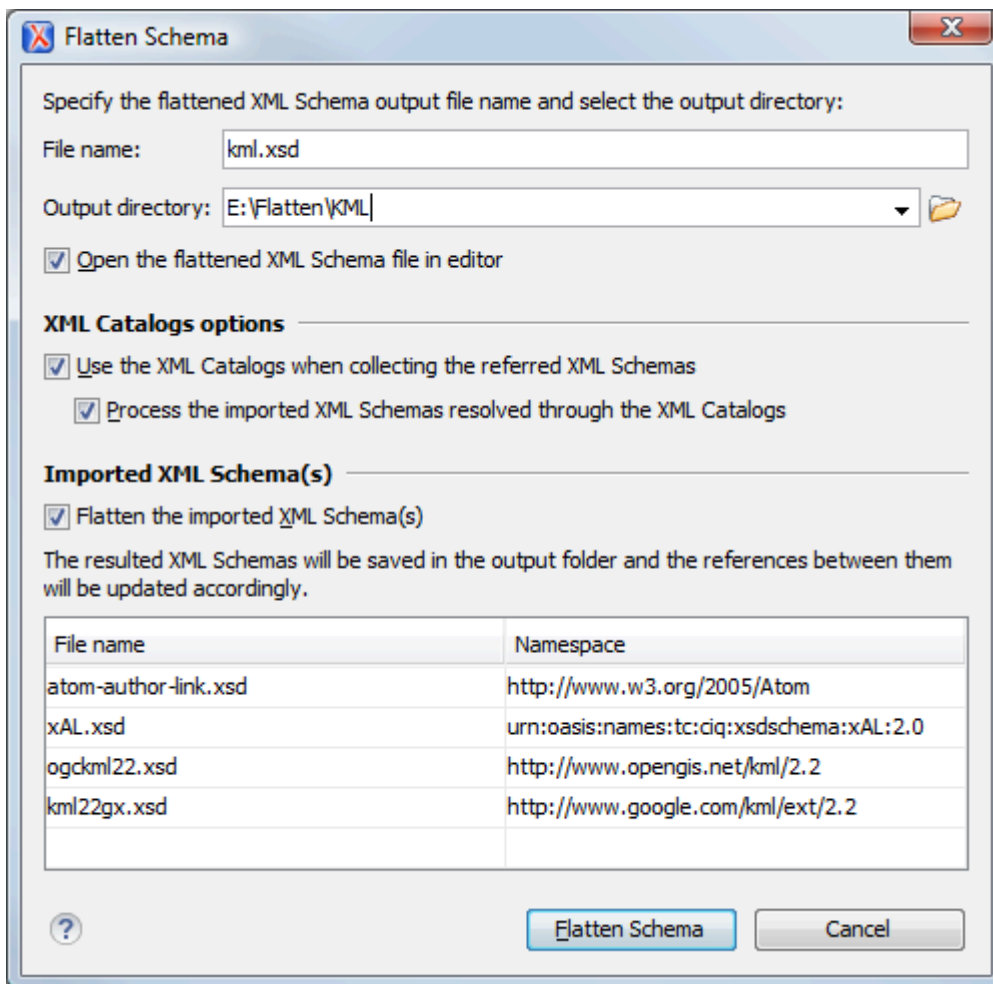 Flatten Schema
Specify the flattened XML Schema output file name and select the output directory:
File name: kml.xsd
Output directory: E:\Flatten\KML
Open the flattened XML Schema file in editor
XML Catalogs options
Use the XML Catalogs when collecting the referred XML Schemas
Process the imported XML Schemas resolved through the XML Catalogs
Imported XML Schema(s)
Flatten the imported XML Schema(s)
The resulted XML Schemas will be saved in the output folder and the references between them
will be updated accordingly.
File name Namespace
atom-author-link.xsd http://www.w3.org/2005/Atom
xAL.xsd urn:oasis:names:tc:ciq:xsdschema:xAL:2.0
ogckml22.xsd http://www.opengis.net/kml/2.2
kml22gx.xsd http://www.google.com/kml/ext/2.2
? Flatten Schema Cancel